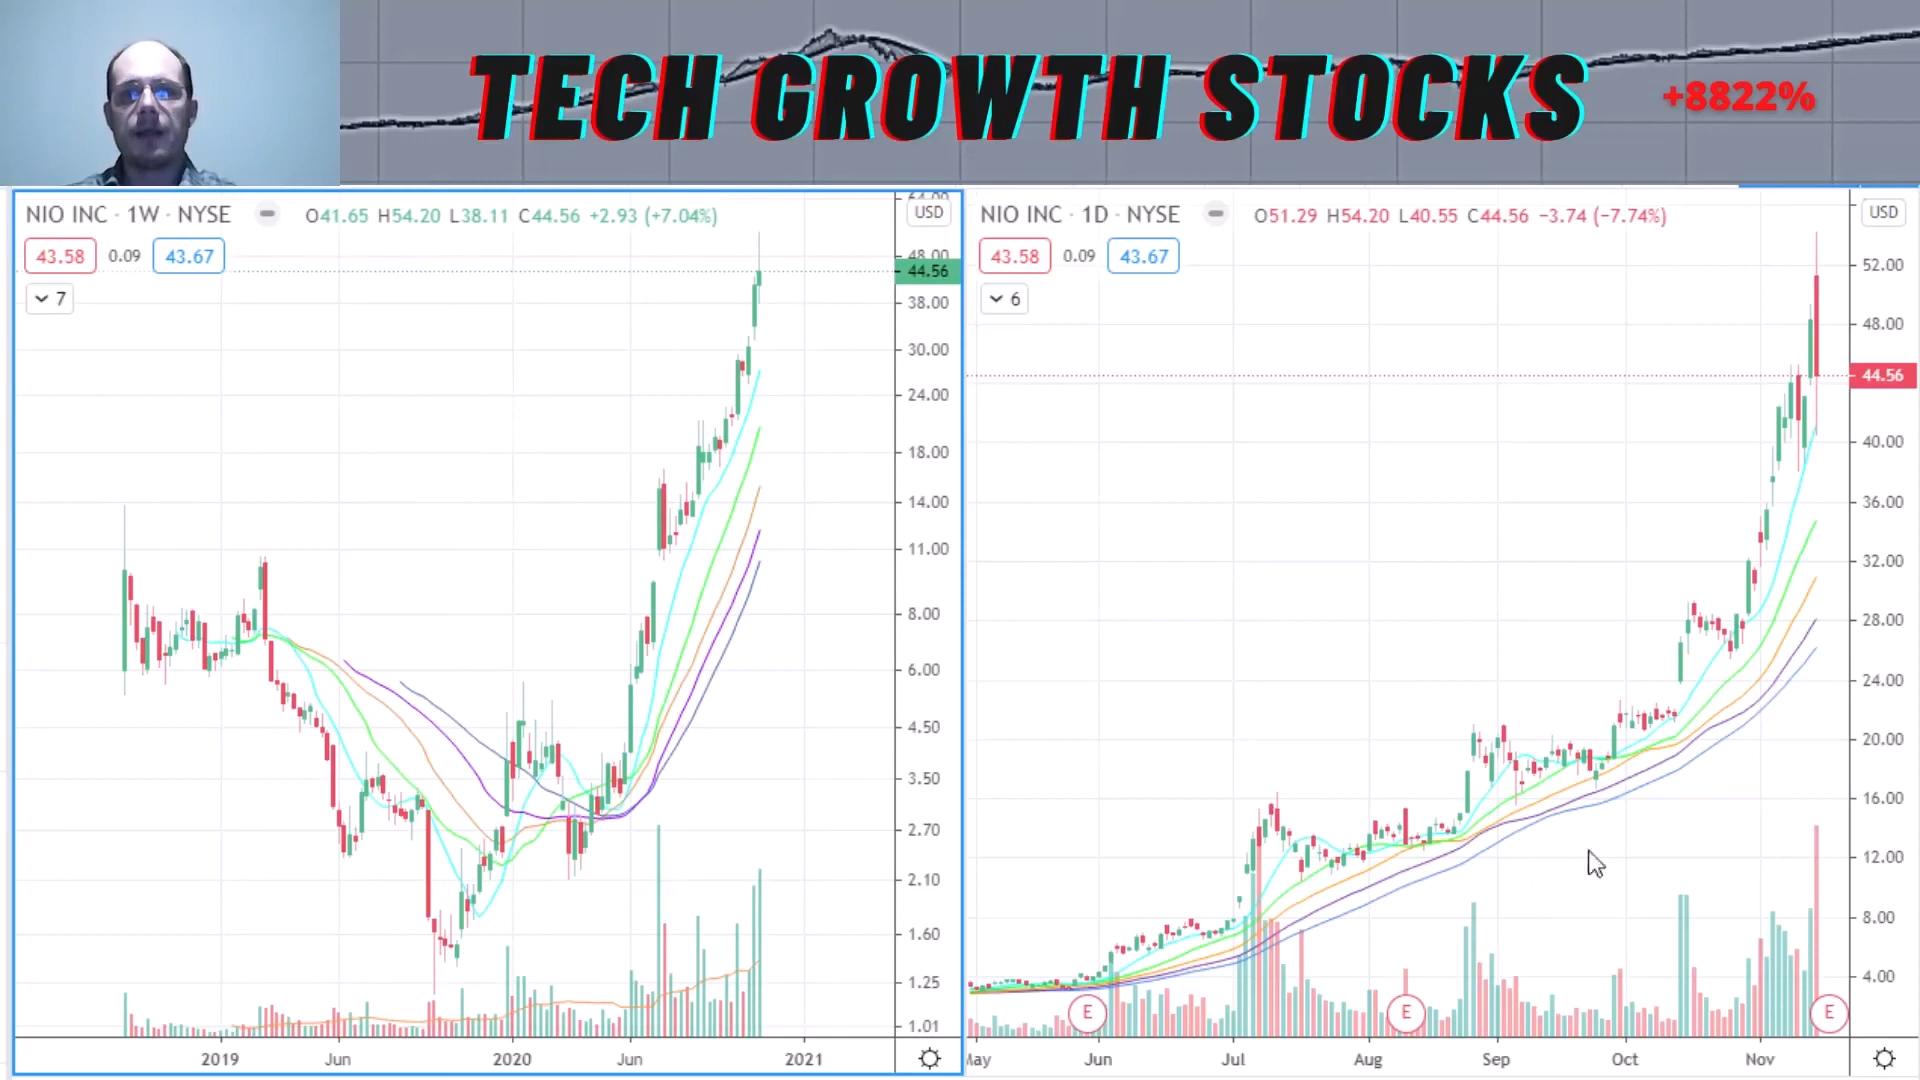 TECH GROWTH STOCKS
+8822%
NIO INC · 1W · NYSE
O41.65 H54.20 L38.11 C44.56 +2.93 (+7.04%)
USD
43.58 0.09 43.67
7
64.00
48.00
44.56
38.00
30.00
24.00
18.00
14.00
11.00
8.00
6.00
4.50
3.50
2.70
2.10
1.60
1.25
1.01
2019 Jun 2020 Jun 2021
NIO INC · 1D · NYSE
O51.29 H54.20 L40.55 C44.56 −3.74 (−7.74%)
USD
43.58 0.09 43.67
6
52.00
48.00
44.56
40.00
36.00
32.00
28.00
24.00
20.00
16.00
12.00
8.00
4.00
E E E
May Jun Jul Aug Sep Oct Nov